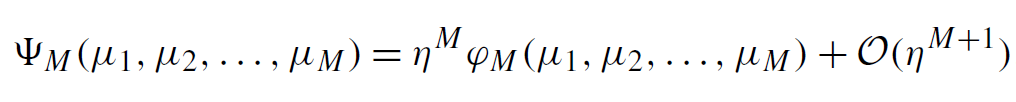 Ψ_M(μ_1, μ_2, . . . , μ_M) = η^M φ_M(μ_1, μ_2, . . . , μ_M) + 𝒪(η^{M+1})